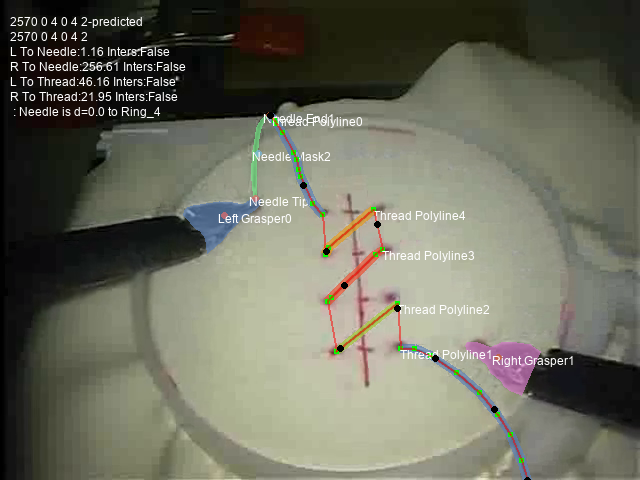 2570 0 4 0 4 2-predicted
2570 0 4 0 4 2
L To Needle:1.16 Inters:False
R To Needle:256.61 Inters:False
L To Thread:46.16 Inters:False
R To Thread:21.95 Inters:False
: Needle is d=0.0 to Ring_4
Needle End1
Thread Polyline0
Needle Mask2
Needle Tip
Left Grasper0
Thread Polyline4
Thread Polyline3
Thread Polyline2
Thread Polyline1
Right Grasper1